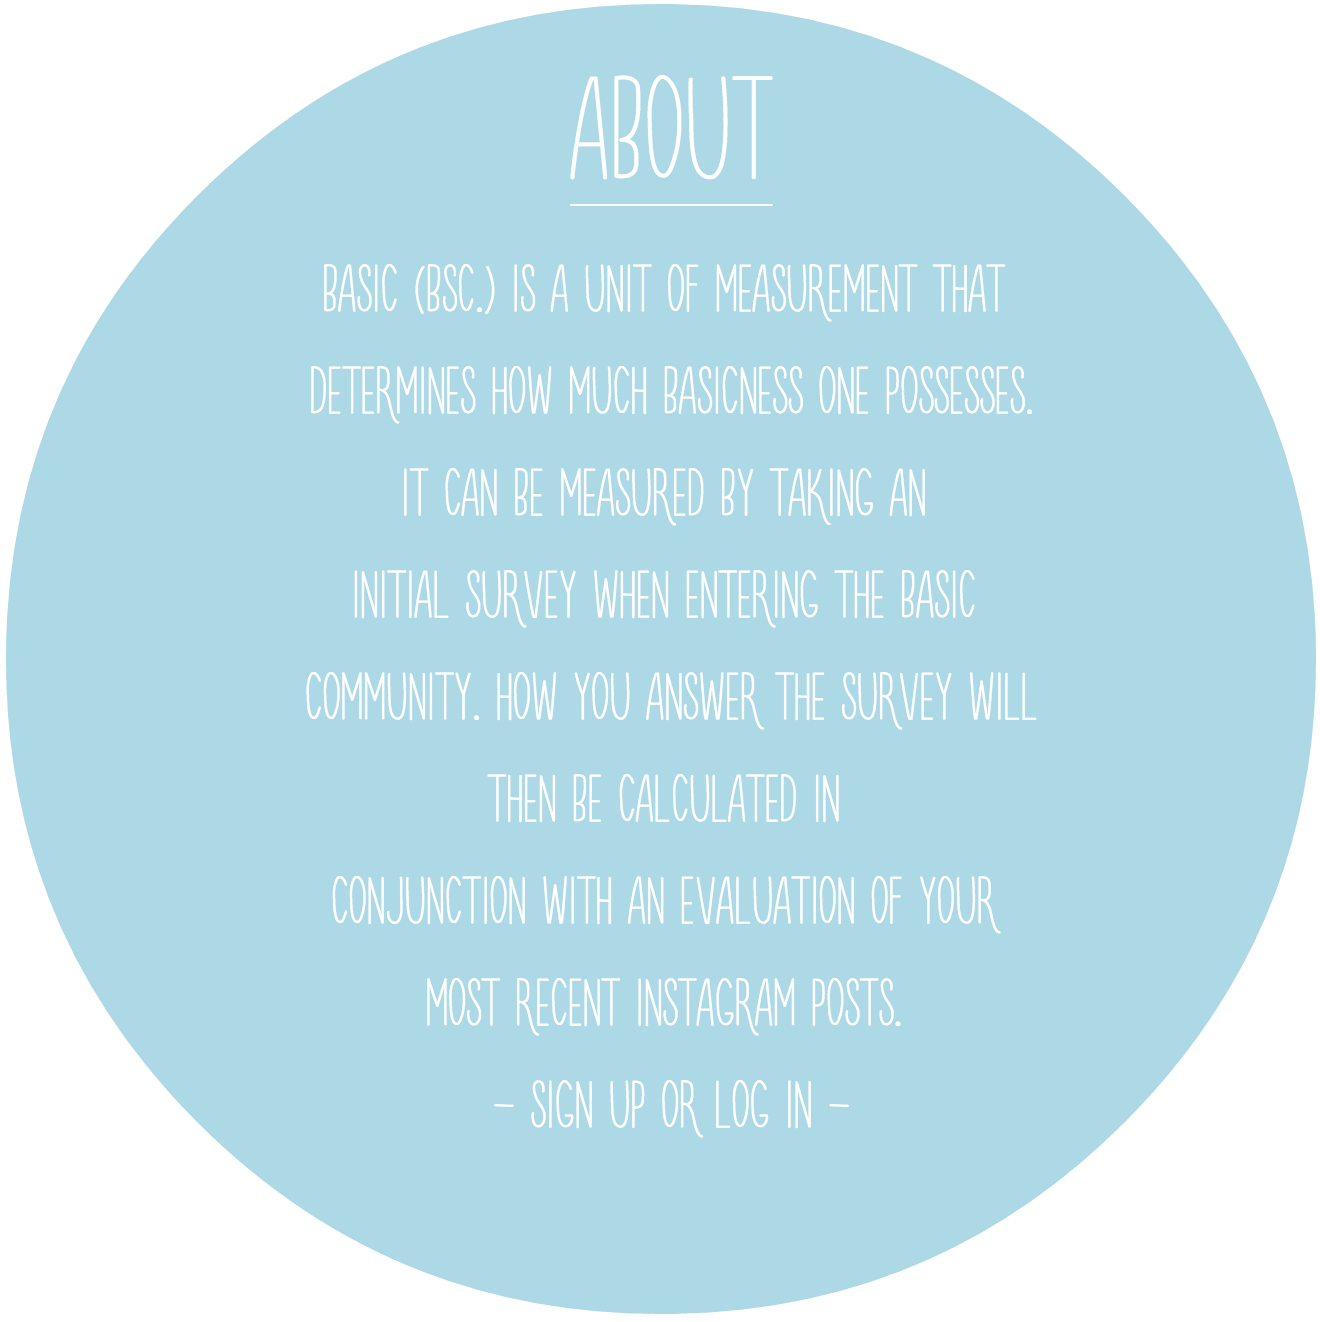 ABOUT
BASIC (BSC.) IS A UNIT OF MEASUREMENT THAT
DETERMINES HOW MUCH BASICNESS ONE POSSESSES.
IT CAN BE MEASURED BY TAKING AN
INITIAL SURVEY WHEN ENTERING THE BASIC
COMMUNITY. HOW YOU ANSWER THE SURVEY WILL
THEN BE CALCULATED IN
CONJUNCTION WITH AN EVALUATION OF YOUR
MOST RECENT INSTAGRAM POSTS.
- SIGN UP OR LOG IN -